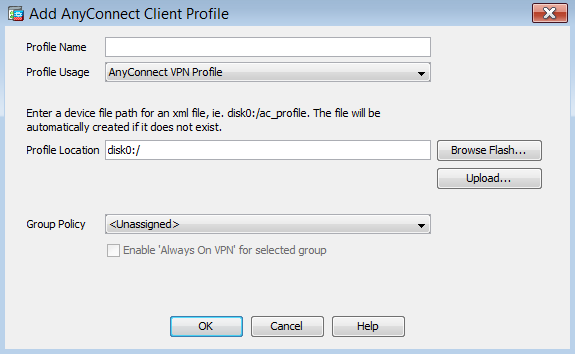 Add AnyConnect Client Profile
Profile Name
Profile Usage AnyConnect VPN Profile
Enter a device file path for an xml file, ie. disk0:/ac_profile. The file will be
automatically created if it does not exist.
Profile Location disk0:/ Browse Flash...
Upload...
Group Policy <Unassigned>
Enable 'Always On VPN' for selected group
OK Cancel Help